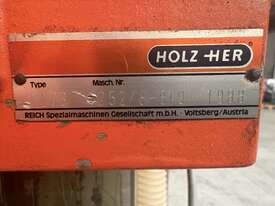 HOLZ-HER
Type Masch. Nr.
REICH Spezialmaschinen Gesellschaft m.b.H. · Voitsberg/Austria